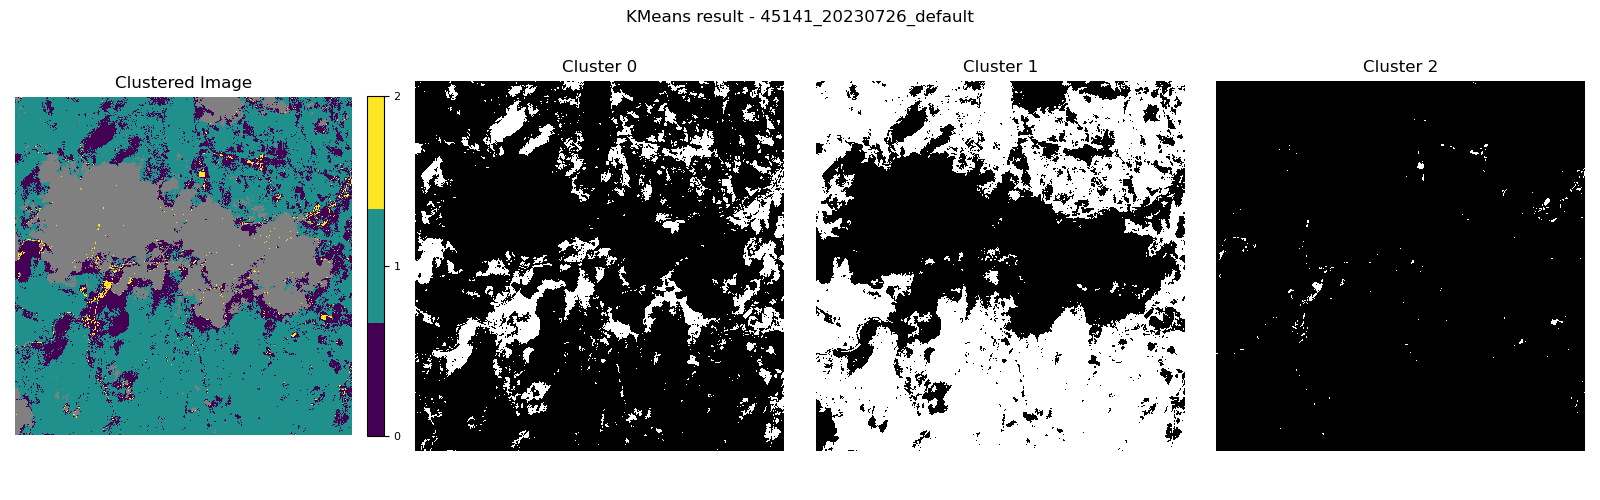 KMeans result - 45141_20230726_default
Clustered Image
Cluster 0
Cluster 1
Cluster 2
2
1
0